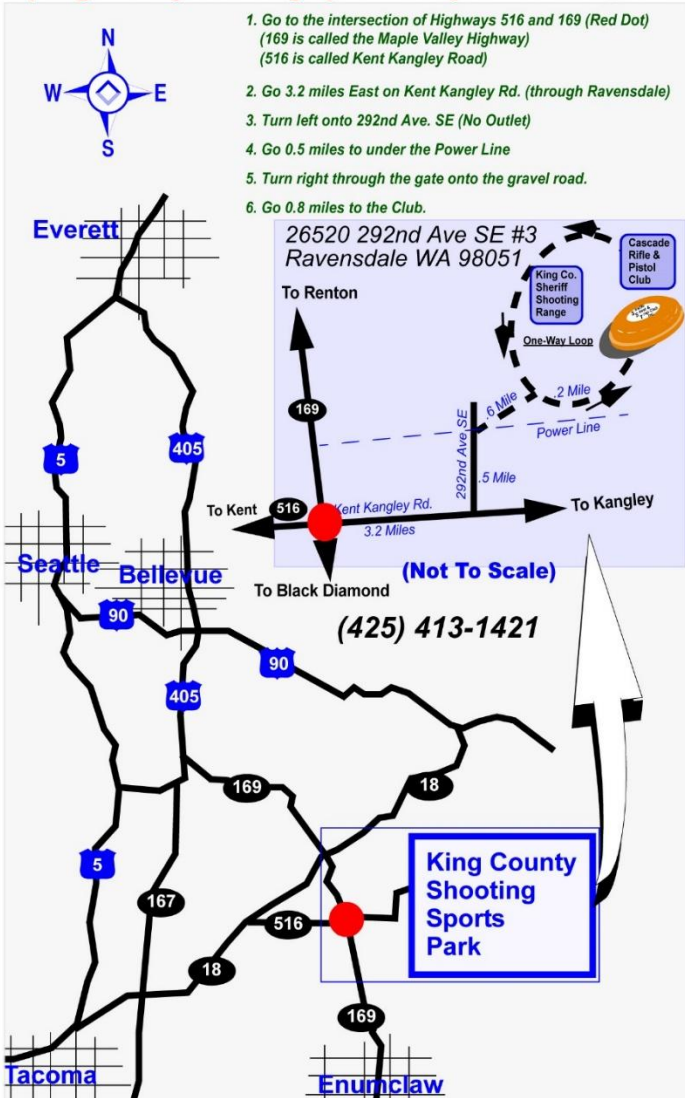 1. Go to the intersection of Highways 516 and 169 (Red Dot)
(169 is called the Maple Valley Highway)
(516 is called Kent Kangley Road)
2. Go 3.2 miles East on Kent Kangley Rd. (through Ravensdale)
3. Turn left onto 292nd Ave. SE (No Outlet)
4. Go 0.5 miles to under the Power Line
5. Turn right through the gate onto the gravel road.
6. Go 0.8 miles to the Club.
N
W
E
S
Everett
26520 292nd Ave SE #3
Ravensdale WA 98051
To Renton
King Co.
Sheriff
Shooting
Range
Cascade
Rifle &
Pistol
Club
One-Way Loop
169
.6 Mile
.2 Mile
Power Line
292nd Ave SE
.5 Mile
To Kent
516
Kent Kangley Rd.
3.2 Miles
To Kangley
To Black Diamond
(Not To Scale)
(425) 413-1421
5
405
Seattle
Bellevue
90
90
405
169
18
5
167
516
18
169
King County
Shooting
Sports
Park
Tacoma
Enumclaw